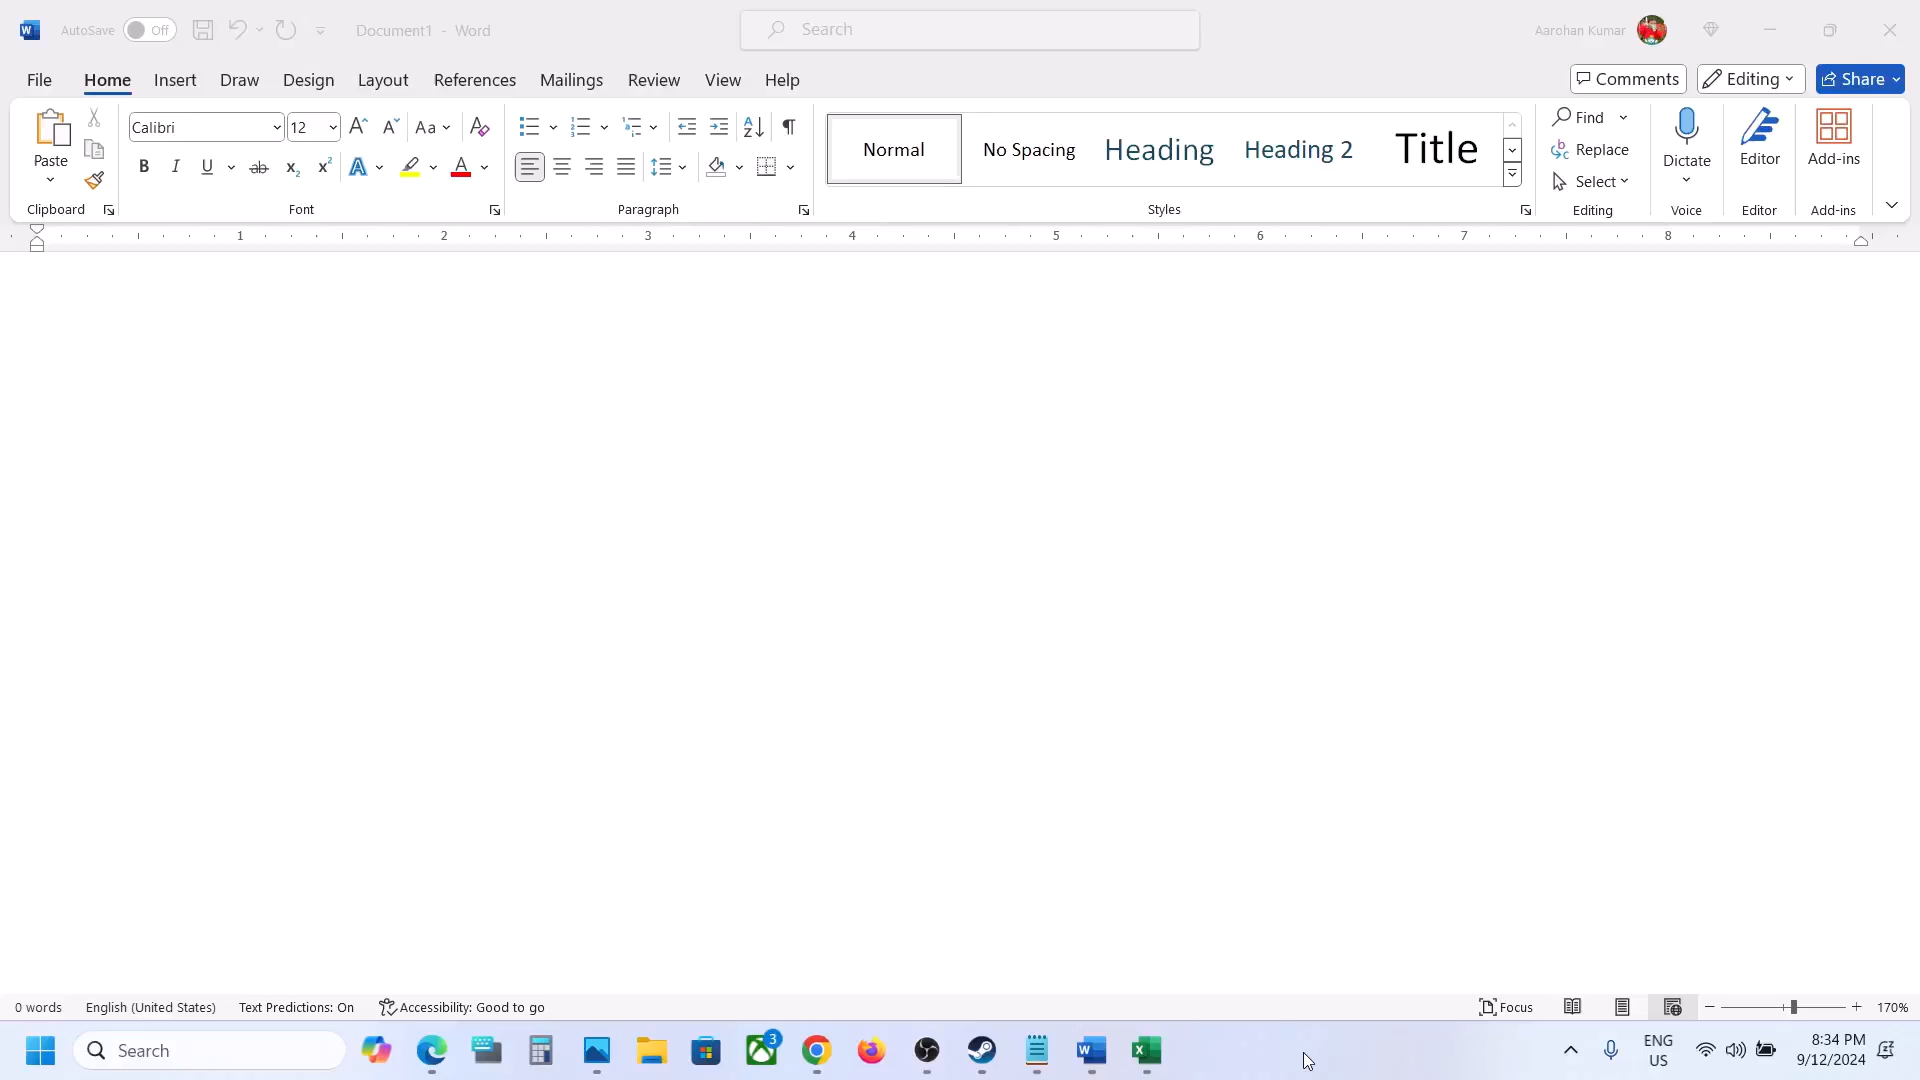 AutoSave Off Document1 - Word Search Aarohan Kumar
File Home Insert Draw Design Layout References Mailings Review View Help Comments Editing Share
Paste Calibri 12 Aa Normal No Spacing Heading Heading 2 Title Find Replace Select Dictate Editor Add-ins
Clipboard Font Paragraph Styles Editing Voice Editor Add-ins
1 2 3 4 5 6 7 8
0 words English (United States) Text Predictions: On Accessibility: Good to go Focus 170%
Search 3 ENG US 8:34 PM 9/12/2024